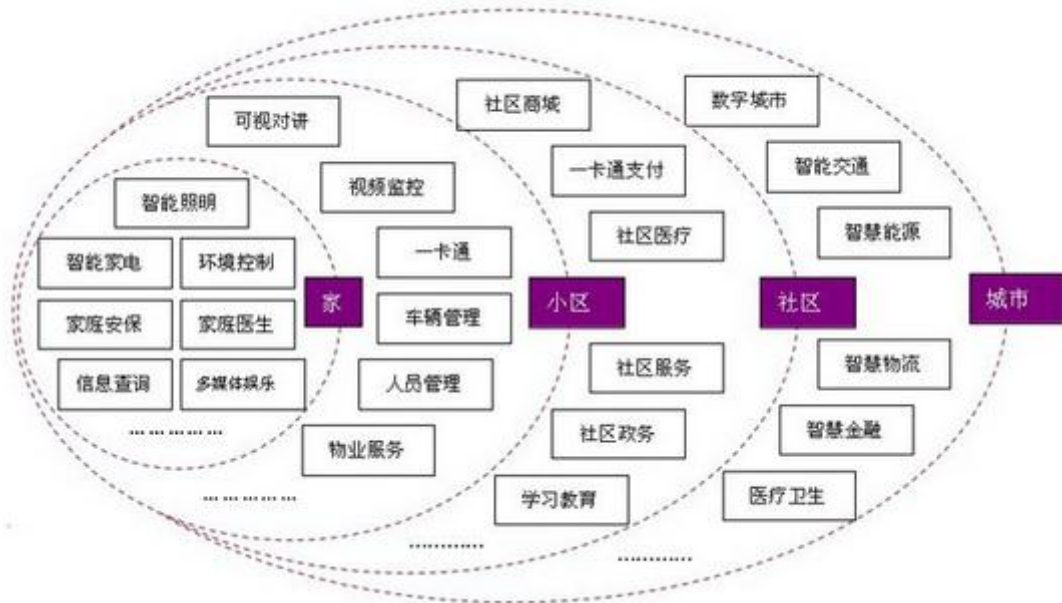 智能照明
智能家电
环境控制
家庭安保
家庭医生
信息查询
多媒体娱乐
………………
家
可视对讲
视频监控
一卡通
车辆管理
人员管理
物业服务
………………
小区
社区商城
一卡通支付
社区医疗
社区服务
社区政务
学习教育
…………
社区
数字城市
智能交通
智慧能源
智慧物流
智慧金融
医疗卫生
…………
城市